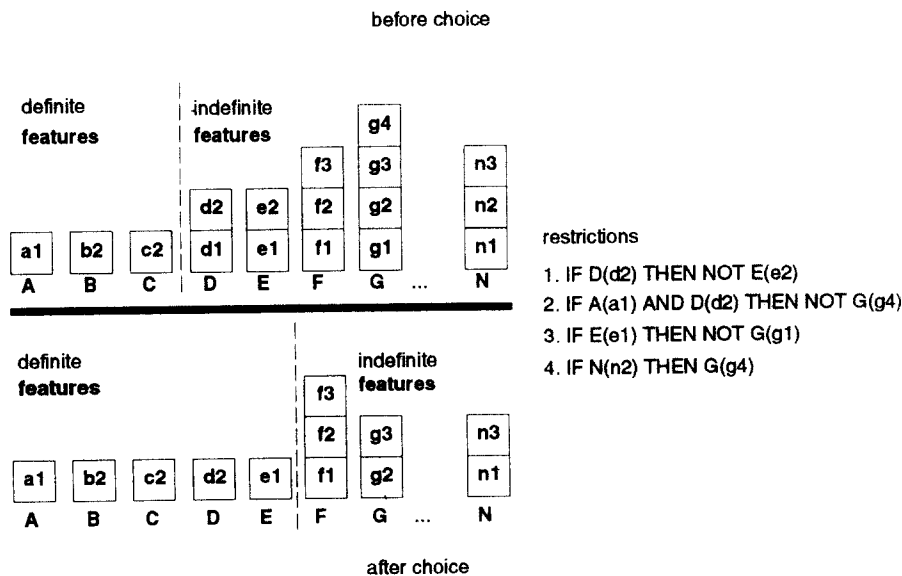 before choice
definite
features
indefinite
features
g4
f3 g3 n3
d2 e2 f2 g2 n2
a1 b2 c2 d1 e1 f1 g1 n1
A B C D E F G ... N
restrictions
1. IF D(d2) THEN NOT E(e2)
2. IF A(a1) AND D(d2) THEN NOT G(g4)
3. IF E(e1) THEN NOT G(g1)
4. IF N(n2) THEN G(g4)
definite
features
indefinite
features
f3
f2 g3 n3
a1 b2 c2 d2 e1 f1 g2 n1
A B C D E F G ... N
after choice